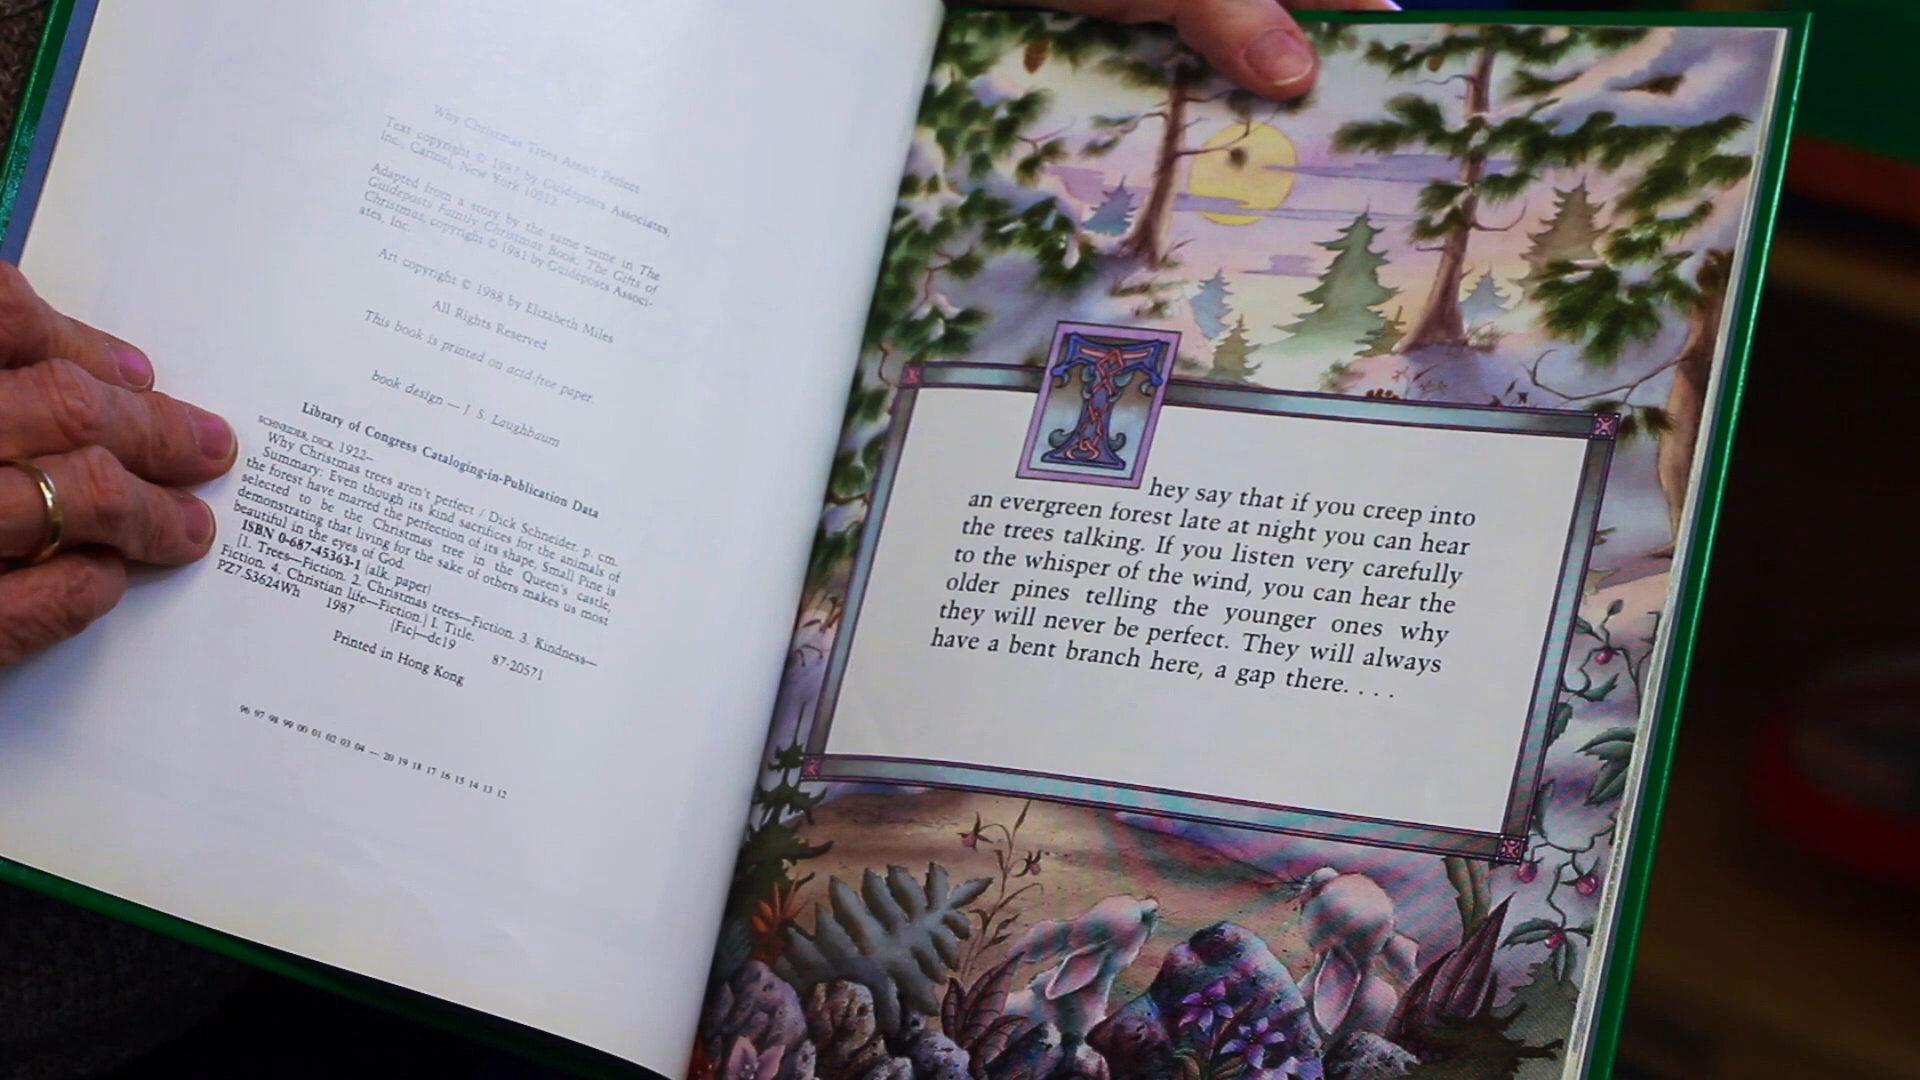 Why Christmas Trees Aren't Perfect
Text copyright © 1987 by Guideposts Associates,
Inc., Carmel, New York 10512.
Adapted from a story by the same name in The
Guideposts Family Christmas Book: The Gifts of
Christmas, copyright © 1981 by Guideposts Associ-
ates, Inc.
Art copyright © 1988 by Elizabeth Miles
All Rights Reserved
This book is printed on acid-free paper.
book design — J. S. Laughbaum
Library of Congress Cataloging-in-Publication Data
SCHNEIDER, DICK, 1922–
Why Christmas trees aren't perfect / Dick Schneider. p. cm.
Summary: Even though its kind sacrifices for the animals of
the forest have marred the perfection of its shape, Small Pine is
selected to be the Christmas tree in the Queen's castle,
demonstrating that living for the sake of others makes us most
beautiful in the eyes of God.
ISBN 0-687-45363-1 (alk. paper)
[1. Trees—Fiction. 2. Christmas trees—Fiction. 3. Kindness—
Fiction. 4. Christian life—Fiction.] I. Title.
PZ7.S3624Wh 1987
[Fic]—dc19 87-20571
Printed in Hong Kong
96 97 98 99 00 01 02 03 04 — 20 19 18 17 16 15 14 13 12
They say that if you creep into
an evergreen forest late at night you can hear
the trees talking. If you listen very carefully
to the whisper of the wind, you can hear the
older pines telling the younger ones why
they will never be perfect. They will always
have a bent branch here, a gap there. . . .